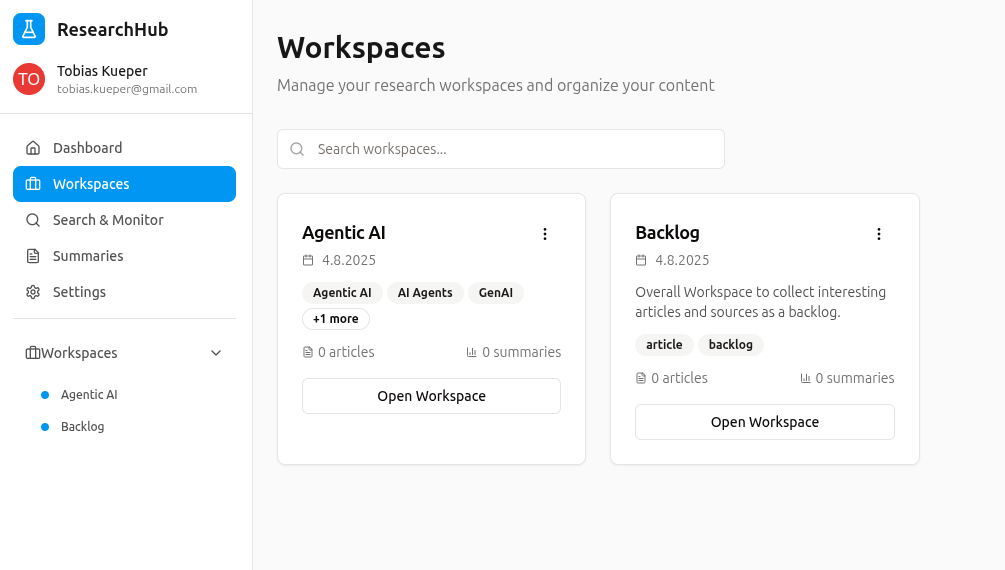 ResearchHub
TO
Tobias Kueper
tobias.kueper@gmail.com
Dashboard
Workspaces
Search & Monitor
Summaries
Settings
Workspaces
Agentic AI
Backlog
Workspaces
Manage your research workspaces and organize your content
Search workspaces...
Agentic AI
4.8.2025
Agentic AI AI Agents GenAI
+1 more
0 articles 0 summaries
Open Workspace
Backlog
4.8.2025
Overall Workspace to collect interesting
articles and sources as a backlog.
article backlog
0 articles 0 summaries
Open Workspace